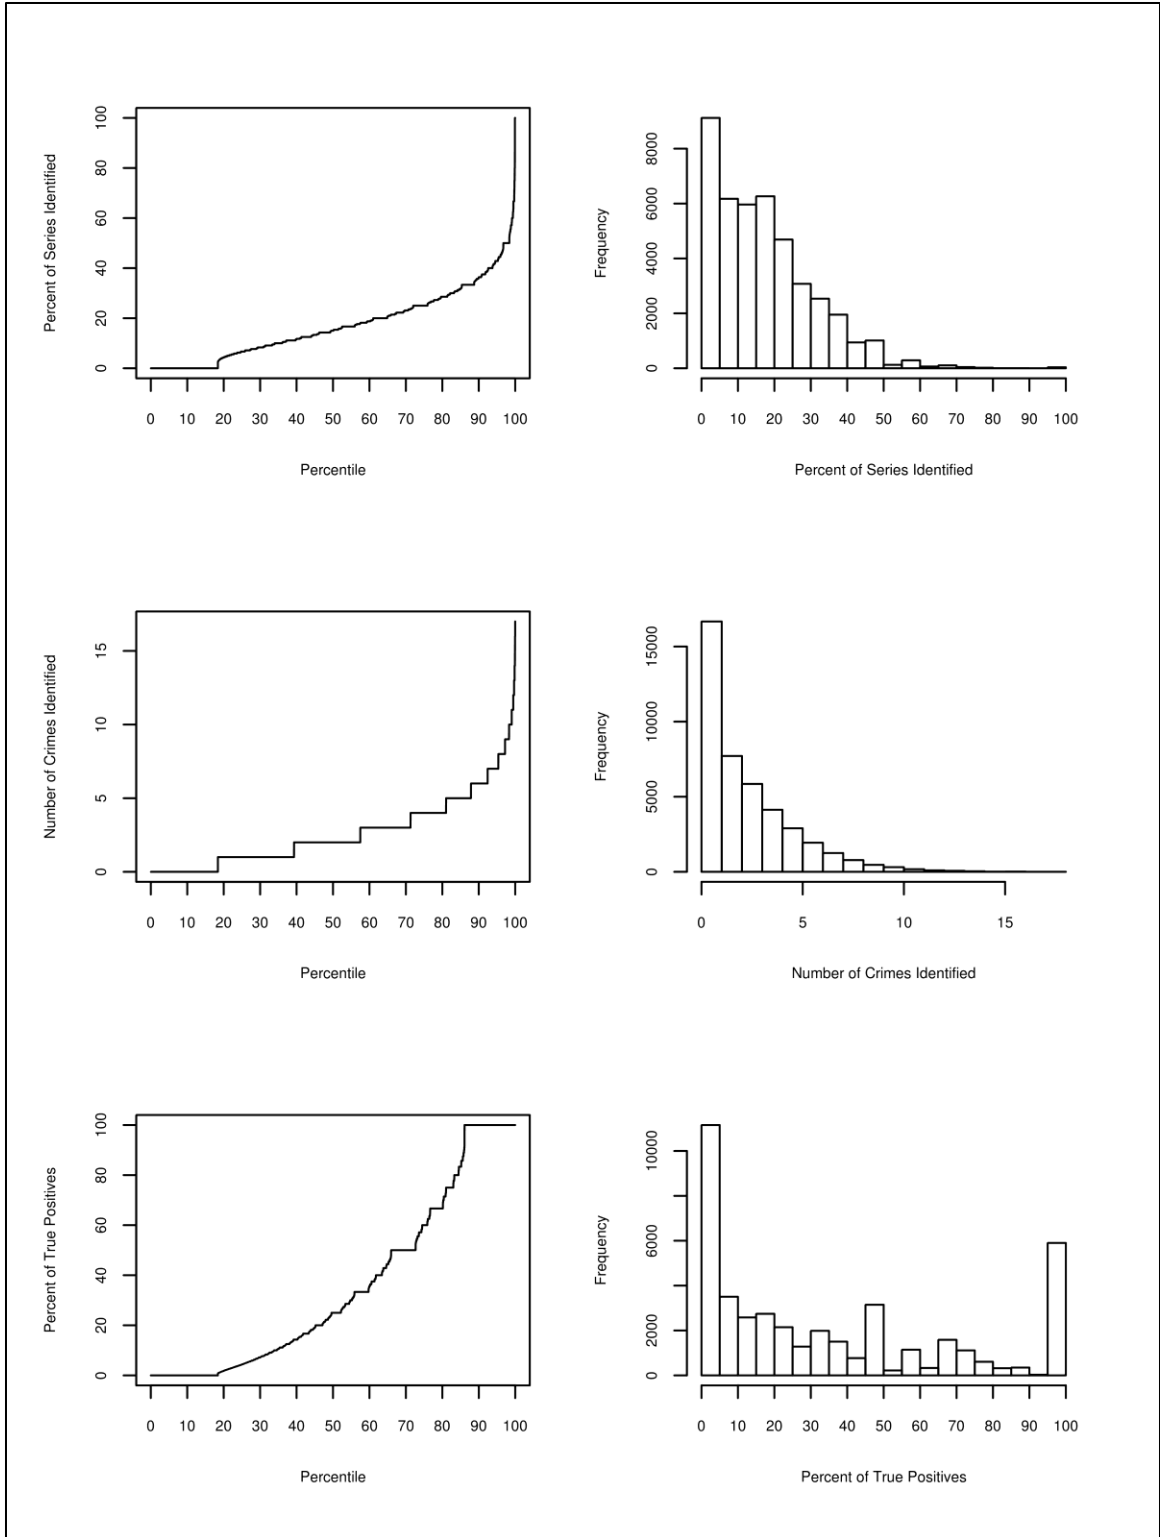 Percent of Series Identified
100
80
60
40
20
0
0 10 20 30 40 50 60 70 80 90 100
Percentile
Frequency
8000
6000
4000
2000
0
0 10 20 30 40 50 60 70 80 90 100
Percent of Series Identified
Number of Crimes Identified
15
10
5
0
0 10 20 30 40 50 60 70 80 90 100
Percentile
Frequency
15000
10000
5000
0
0 5 10 15
Number of Crimes Identified
Percent of True Positives
100
80
60
40
20
0
0 10 20 30 40 50 60 70 80 90 100
Percentile
Frequency
10000
6000
2000
0
0 10 20 30 40 50 60 70 80 90 100
Percent of True Positives